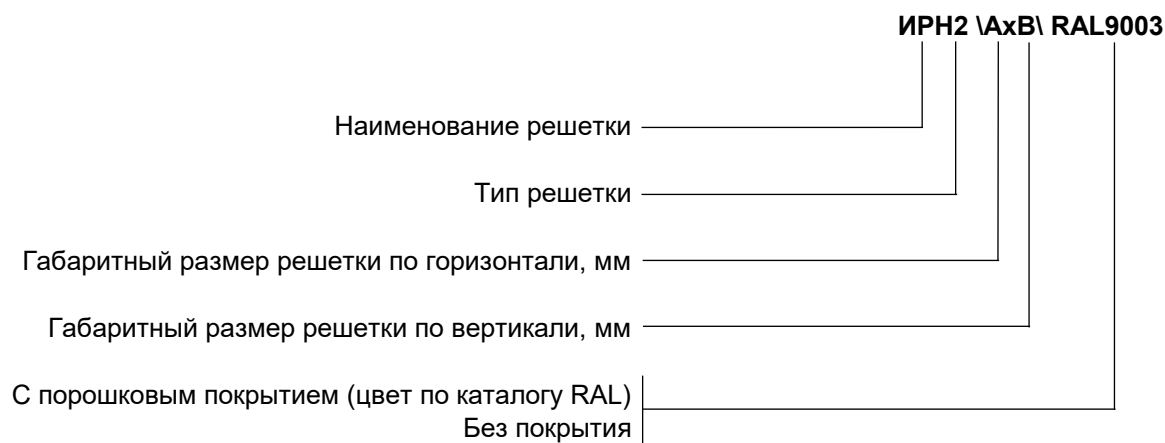 ИРН2 \АхВ\ RAL9003
Наименование решетки
Тип решетки
Габаритный размер решетки по горизонтали, мм
Габаритный размер решетки по вертикали, мм
С порошковым покрытием (цвет по каталогу RAL)
Без покрытия